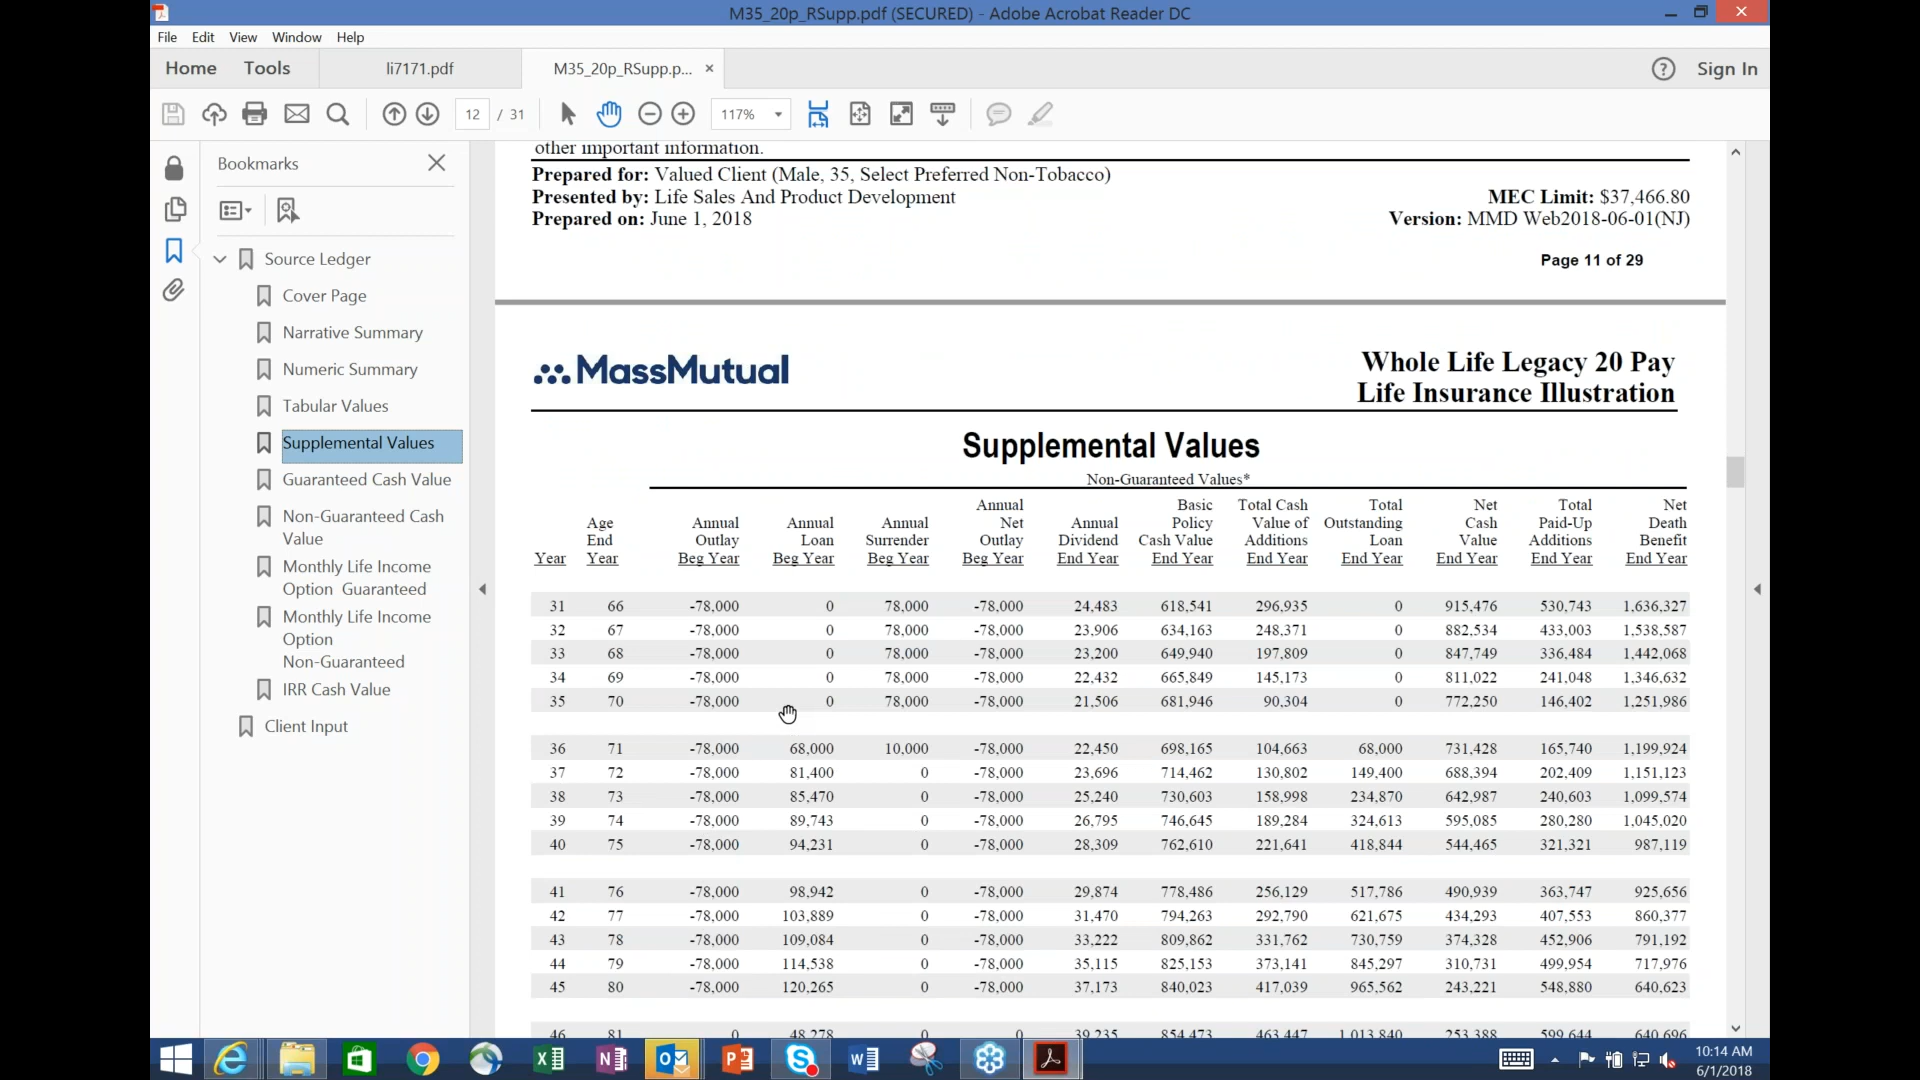 M35_20p_RSupp.pdf (SECURED) - Adobe Acrobat Reader DC
File Edit View Window Help
Home Tools li7171.pdf M35_20p_RSupp.p... × Sign In
12 / 31 117%
Bookmarks
Source Ledger
Cover Page
Narrative Summary
Numeric Summary
Tabular Values
Supplemental Values
Guaranteed Cash Value
Non-Guaranteed Cash
Value
Monthly Life Income
Option Guaranteed
Monthly Life Income
Option
Non-Guaranteed
IRR Cash Value
Client Input
other important information.
Prepared for: Valued Client (Male, 35, Select Preferred Non-Tobacco)
Presented by: Life Sales And Product Development MEC Limit: $37,466.80
Prepared on: June 1, 2018 Version: MMD Web2018-06-01(NJ)
Page 11 of 29
MassMutual
Whole Life Legacy 20 Pay
Life Insurance Illustration
Supplemental Values
Non-Guaranteed Values*
Annual Basic Total Cash Total Net Total Net
Age Annual Annual Annual Net Annual Policy Value of Outstanding Cash Paid-Up Death
End Outlay Loan Surrender Outlay Dividend Cash Value Additions Loan Value Additions Benefit
Year Year Beg Year Beg Year Beg Year Beg Year End Year End Year End Year End Year End Year End Year End Year
31 66 -78,000 0 78,000 -78,000 24,483 618,541 296,935 0 915,476 530,743 1,636,327
32 67 -78,000 0 78,000 -78,000 23,906 634,163 248,371 0 882,534 433,003 1,538,587
33 68 -78,000 0 78,000 -78,000 23,200 649,940 197,809 0 847,749 336,484 1,442,068
34 69 -78,000 0 78,000 -78,000 22,432 665,849 145,173 0 811,022 241,048 1,346,632
35 70 -78,000 0 78,000 -78,000 21,506 681,946 90,304 0 772,250 146,402 1,251,986
36 71 -78,000 68,000 10,000 -78,000 22,450 698,165 104,663 68,000 731,428 165,740 1,199,924
37 72 -78,000 81,400 0 -78,000 23,696 714,462 130,802 149,400 688,394 202,409 1,151,123
38 73 -78,000 85,470 0 -78,000 25,240 730,603 158,998 234,870 642,987 240,603 1,099,574
39 74 -78,000 89,743 0 -78,000 26,795 746,645 189,284 324,613 595,085 280,280 1,045,020
40 75 -78,000 94,231 0 -78,000 28,309 762,610 221,641 418,844 544,465 321,321 987,119
41 76 -78,000 98,942 0 -78,000 29,874 778,486 256,129 517,786 490,939 363,747 925,656
42 77 -78,000 103,889 0 -78,000 31,470 794,263 292,790 621,675 434,293 407,553 860,377
43 78 -78,000 109,084 0 -78,000 33,222 809,862 331,762 730,759 374,328 452,906 791,192
44 79 -78,000 114,538 0 -78,000 35,115 825,153 373,141 845,297 310,731 499,954 717,976
45 80 -78,000 120,265 0 -78,000 37,173 840,023 417,039 965,562 243,221 548,880 640,623
46 81 0 48,278 0 0 39,235 854,473 463,447 1,013,840 253,388 599,644 640,696
10:14 AM
6/1/2018